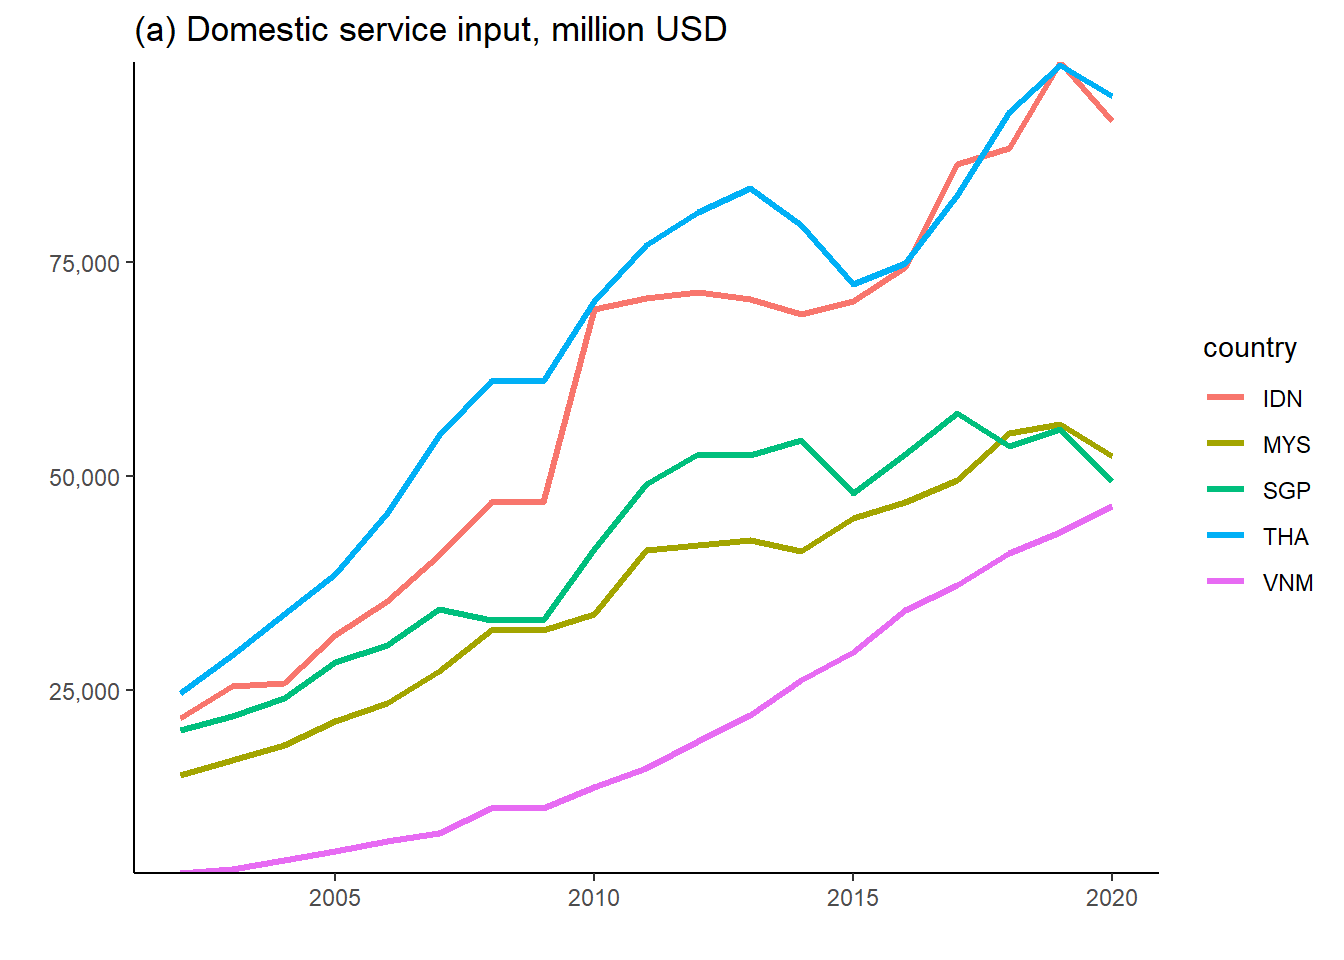 (a) Domestic service input, million USD
75,000
50,000
25,000
2005
2010
2015
2020
country
IDN
MYS
SGP
THA
VNM